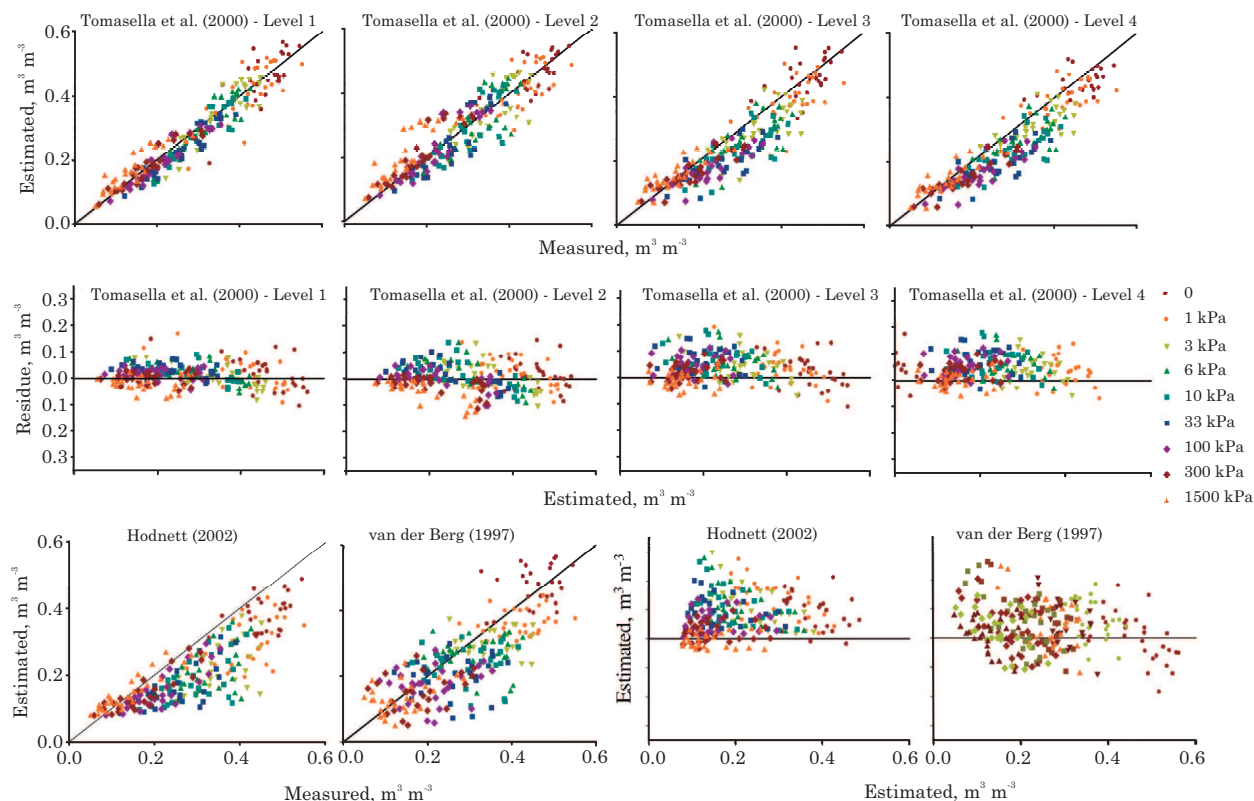 Tomasella et al. (2000) - Level 1
Tomasella et al. (2000) - Level 2
Tomasella et al. (2000) - Level 3
Tomasella et al. (2000) - Level 4
0.6
0.4
0.2
0.0
Estimated, m³ m⁻³
Measured, m³ m⁻³
Tomasella et al. (2000) - Level 1
Tomasella et al. (2000) - Level 2
Tomasella et al. (2000) - Level 3
Tomasella et al. (2000) - Level 4
0.3
0.2
0.1
0.0
0.1
0.2
0.3
Residue, m³ m⁻³
Estimated, m³ m⁻³
0
1 kPa
3 kPa
6 kPa
10 kPa
33 kPa
100 kPa
300 kPa
1500 kPa
Hodnett (2002)
van der Berg (1997)
Hodnett (2002)
van der Berg (1997)
0.6
0.4
0.2
0.0
Estimated, m³ m⁻³
Estimated, m³ m⁻³
0.0 0.2 0.4 0.6
0.0 0.2 0.4 0.6
0.0 0.2 0.4 0.6
0.0 0.2 0.4 0.6
Measured, m³ m⁻³
Estimated, m³ m⁻³